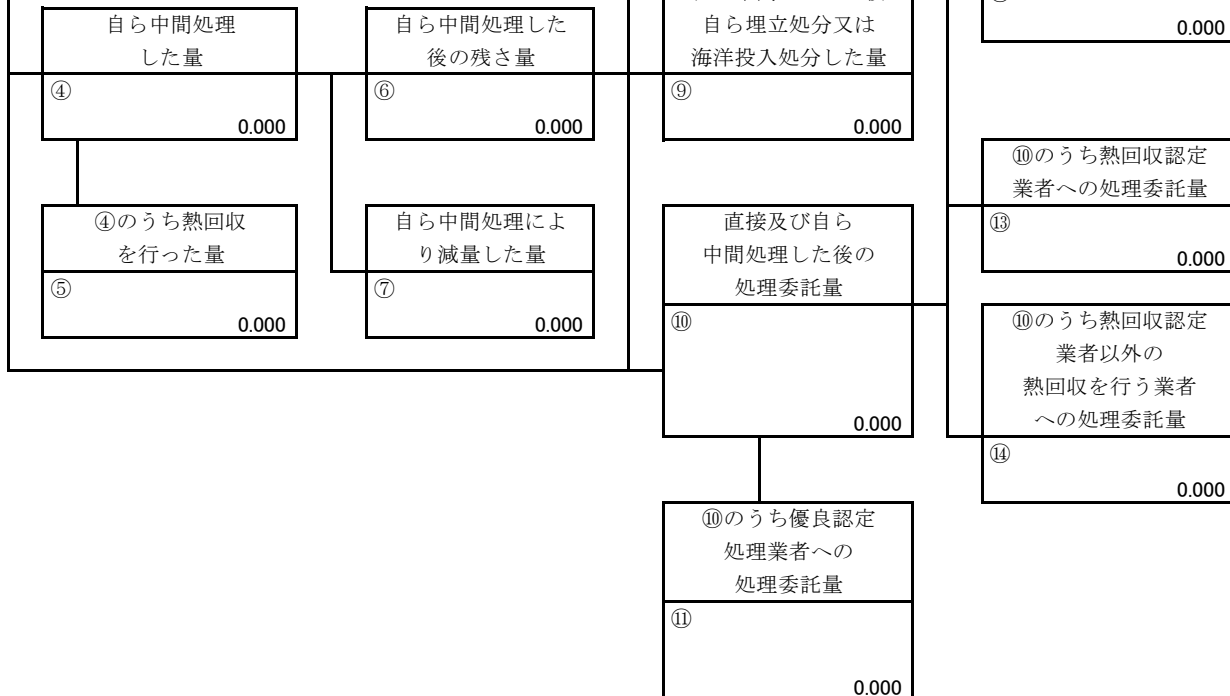 自ら中間処理
した量
④
0.000
自ら中間処理した
後の残さ量
⑥
0.000
自ら埋立処分又は
海洋投入処分した量
⑨
0.000
0.000
④のうち熱回収
を行った量
⑤
0.000
自ら中間処理によ
り減量した量
⑦
0.000
直接及び自ら
中間処理した後の
処理委託量
⑩
0.000
⑩のうち熱回収認定
業者への処理委託量
⑬
0.000
⑩のうち熱回収認定
業者以外の
熱回収を行う業者
への処理委託量
⑭
0.000
⑩のうち優良認定
処理業者への
処理委託量
⑪
0.000